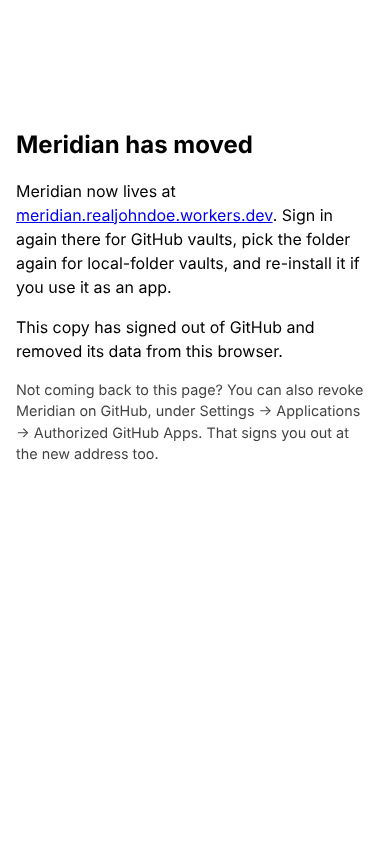 Meridian has moved
Meridian now lives at
meridian.realjohndoe.workers.dev. Sign in
again there for GitHub vaults, pick the folder
again for local-folder vaults, and re-install it if
you use it as an app.
This copy has signed out of GitHub and
removed its data from this browser.
Not coming back to this page? You can also revoke
Meridian on GitHub, under Settings → Applications
→ Authorized GitHub Apps. That signs you out at
the new address too.